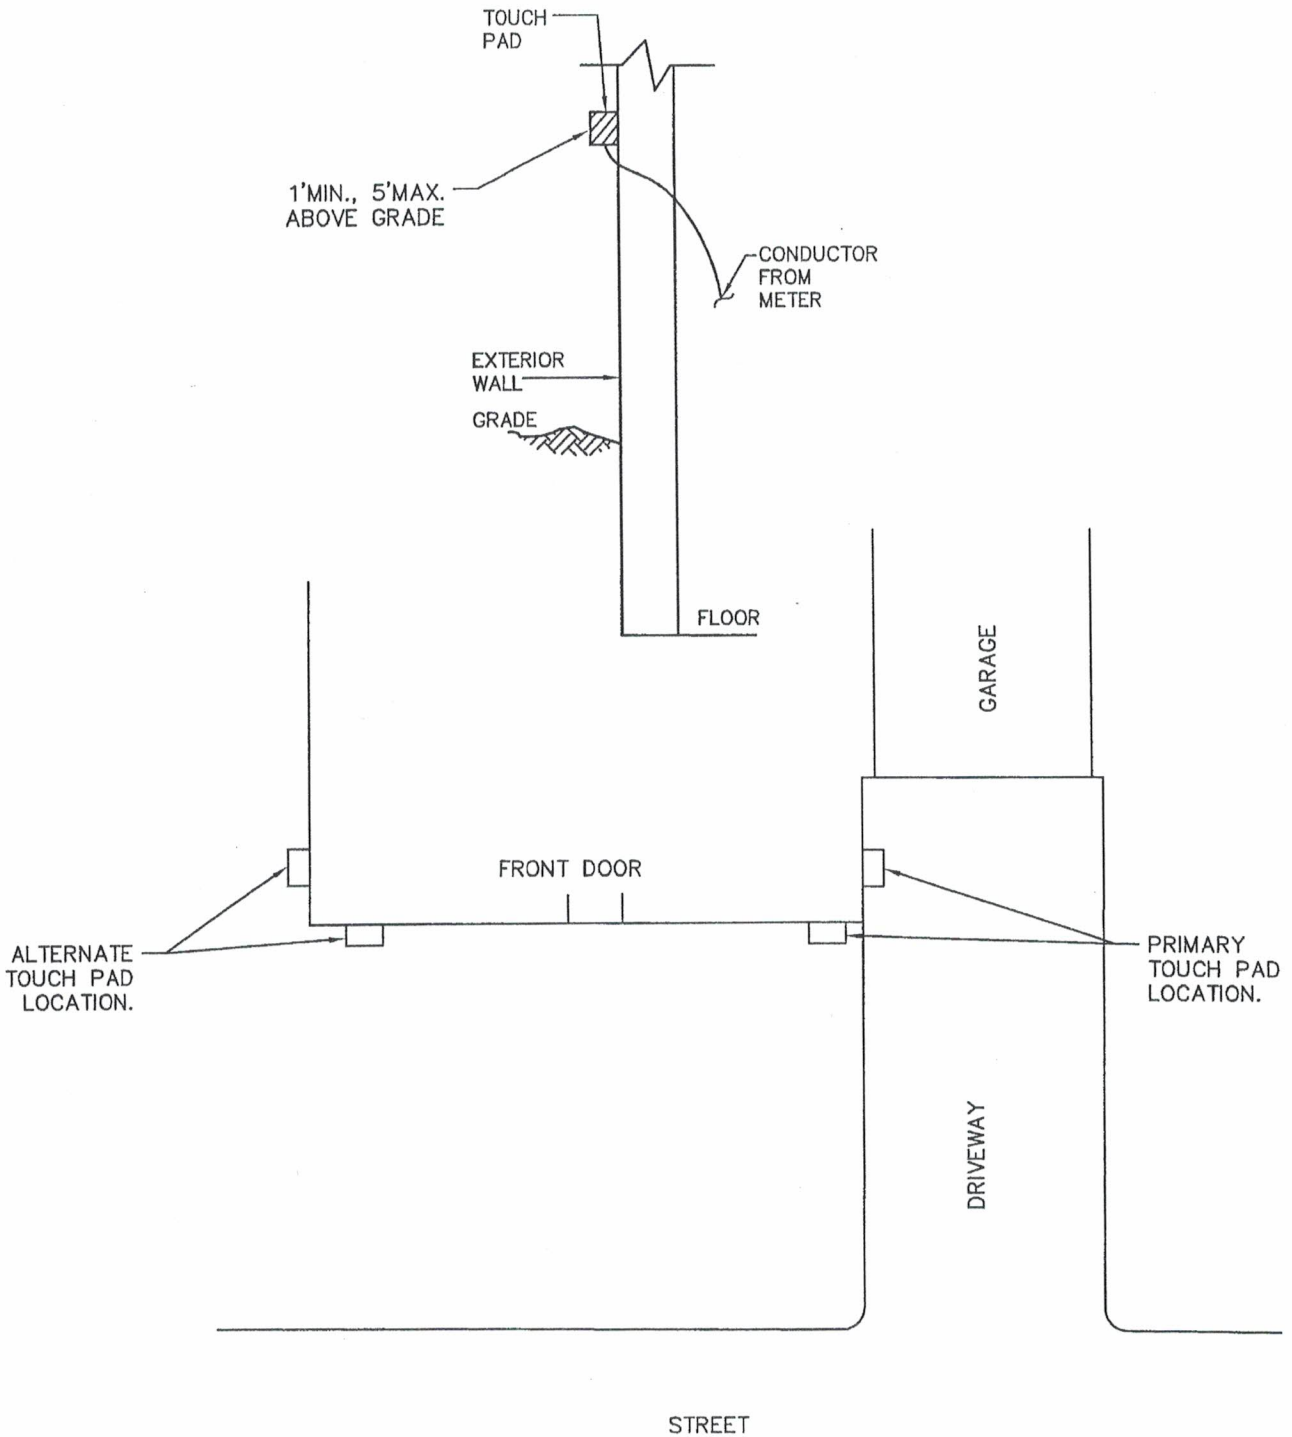 TOUCH
PAD
1'MIN., 5'MAX.
ABOVE GRADE
CONDUCTOR
FROM
METER
EXTERIOR
WALL
GRADE
FLOOR
GARAGE
FRONT DOOR
ALTERNATE
TOUCH PAD
LOCATION.
PRIMARY
TOUCH PAD
LOCATION.
DRIVEWAY
STREET